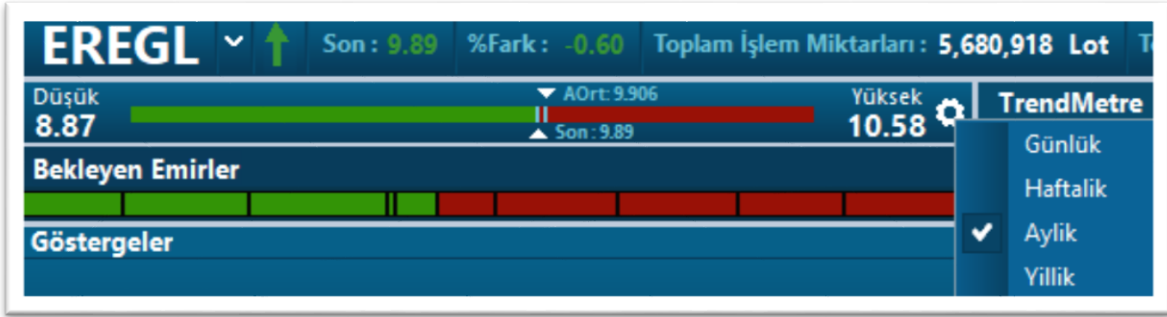 EREGL Son : 9.89 %Fark : -0.60 Toplam İşlem Miktarları : 5,680,918 Lot
Düşük AOrt: 9.906 Yüksek TrendMetre
8.87 Son : 9.89 10.58
Günlük
Bekleyen Emirler
Haftalik
Aylik
Göstergeler
Yillik